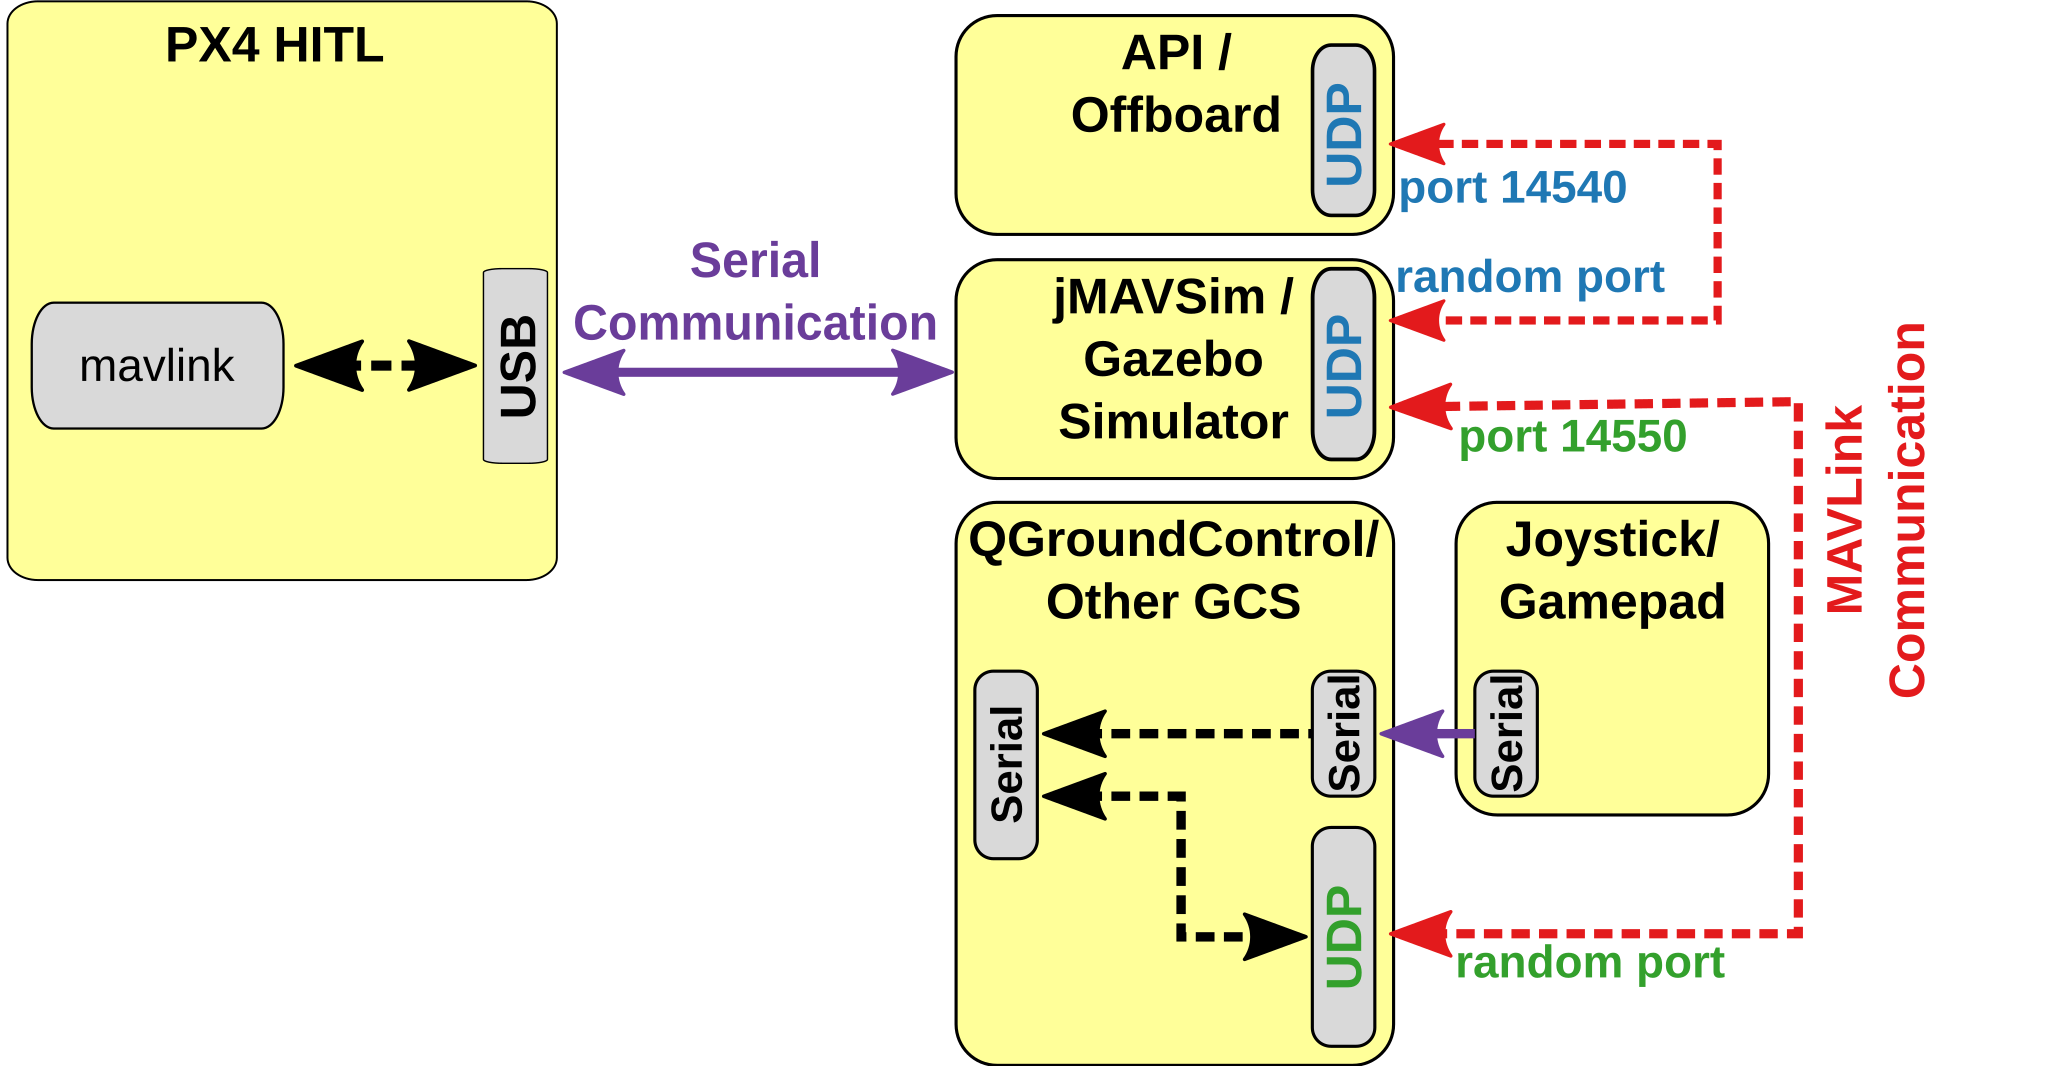 PX4 HITL
mavlink
USB
Serial
Communication
API /
Offboard
UDP
port 14540
random port
jMAVSim /
Gazebo
Simulator
UDP
port 14550
QGroundControl/
Other GCS
Serial
Serial
UDP
Joystick/
Gamepad
Serial
random port
MAVLink
Communication